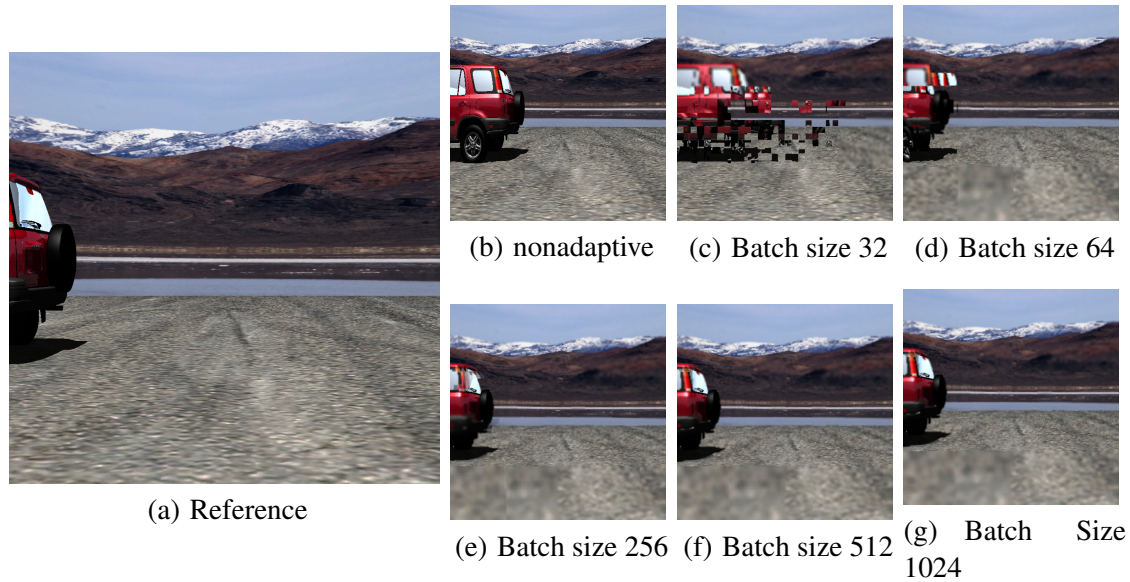 (a) Reference
(b) nonadaptive
(c) Batch size 32
(d) Batch size 64
(e) Batch size 256
(f) Batch size 512
(g) Batch Size
1024